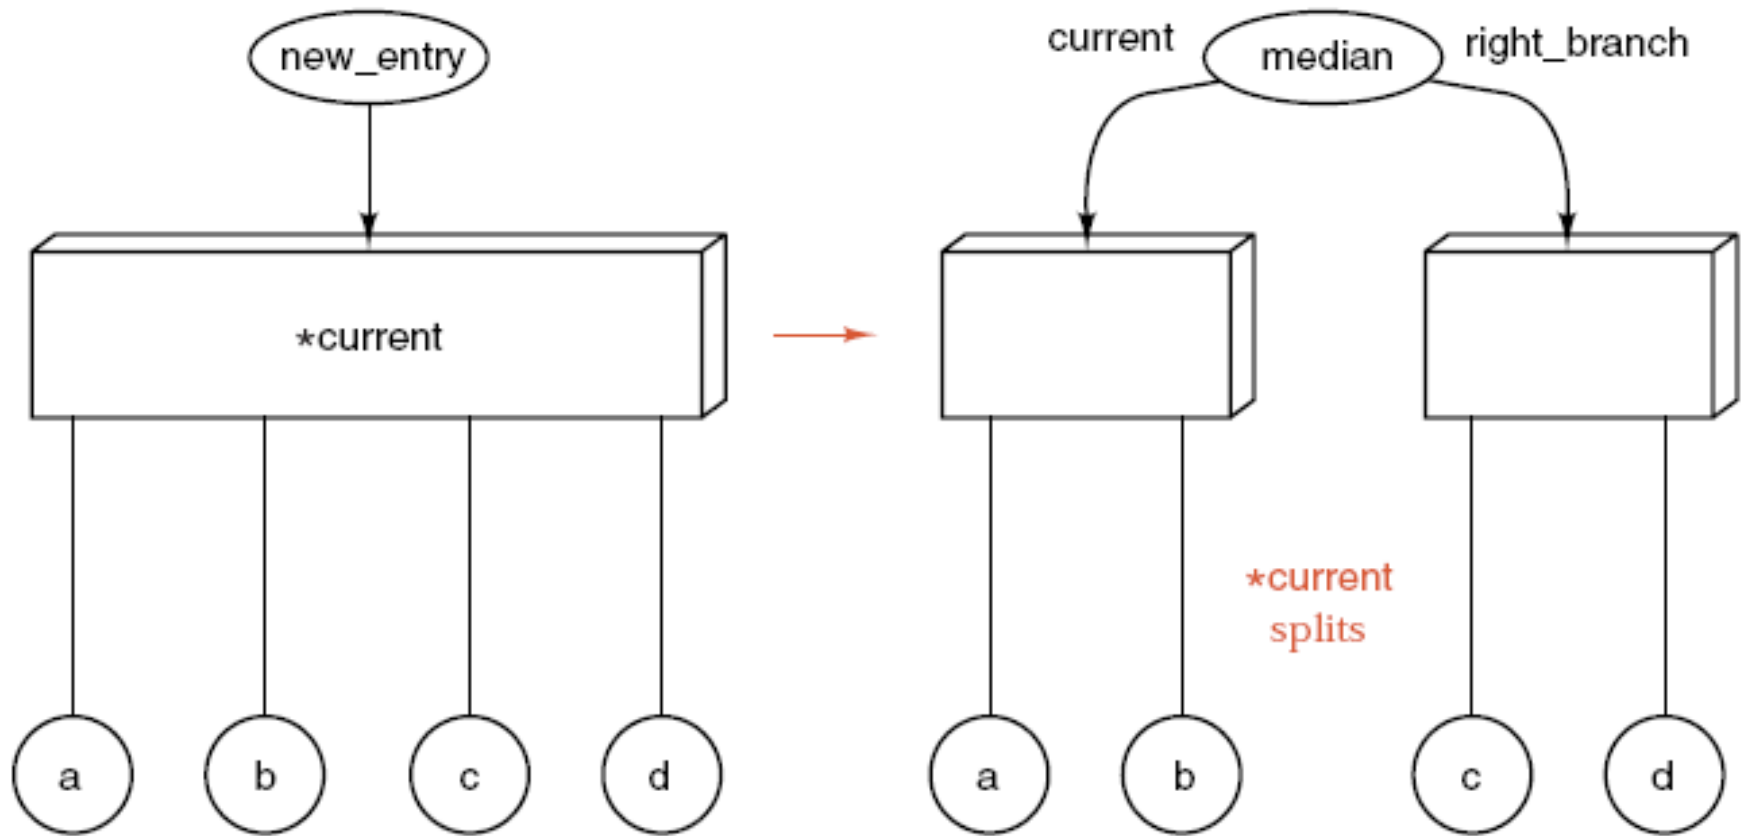 new_entry
current
median
right_branch
*current
*current
splits
a
b
c
d
a
b
c
d